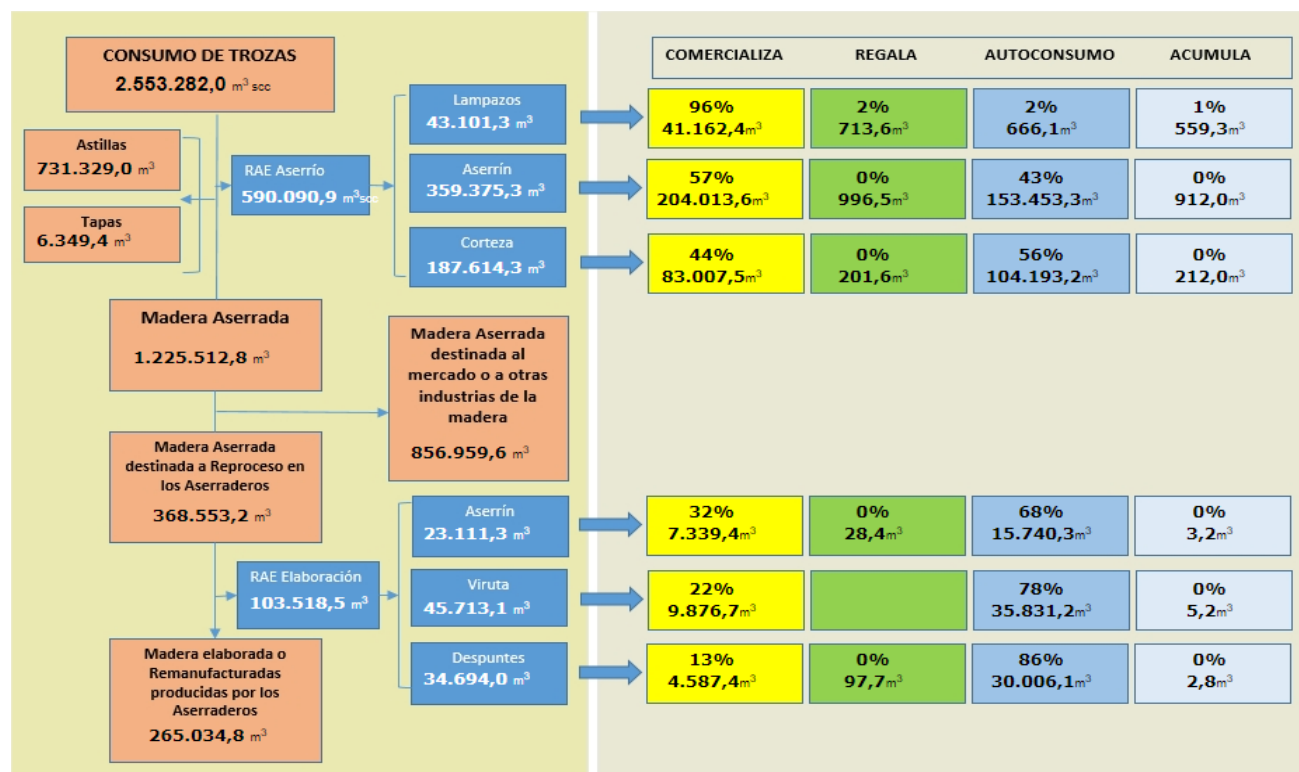 CONSUMO DE TROZAS
2.553.282,0 m³ scc
Astillas
731.329,0 m³
Tapas
6.349,4 m³
RAE Aserrío
590.090,9 m³scc
Lampazos
43.101,3 m³
Aserrín
359.375,3 m³
Corteza
187.614,3 m³
Madera Aserrada
1.225.512,8 m³
Madera Aserrada
destinada al
mercado o a otras
industrias de la
madera
856.959,6 m³
Madera Aserrada
destinada a Reproceso en
los Aserraderos
368.553,2 m³
RAE Elaboración
103.518,5 m³
Aserrín
23.111,3 m³
Viruta
45.713,1 m³
Despuntes
34.694,0 m³
Madera elaborada o
Remanufacturadas
producidas por los
Aserraderos
265.034,8 m³
COMERCIALIZA REGALA AUTOCONSUMO ACUMULA
96% 2% 2% 1%
41.162,4m³ 713,6m³ 666,1m³ 559,3m³
57% 0% 43% 0%
204.013,6m³ 996,5m³ 153.453,3m³ 912,0m³
44% 0% 56% 0%
83.007,5m³ 201,6m³ 104.193,2m³ 212,0m³
32% 0% 68% 0%
7.339,4m³ 28,4m³ 15.740,3m³ 3,2m³
22% 78% 0%
9.876,7m³ 35.831,2m³ 5,2m³
13% 0% 86% 0%
4.587,4m³ 97,7m³ 30.006,1m³ 2,8m³